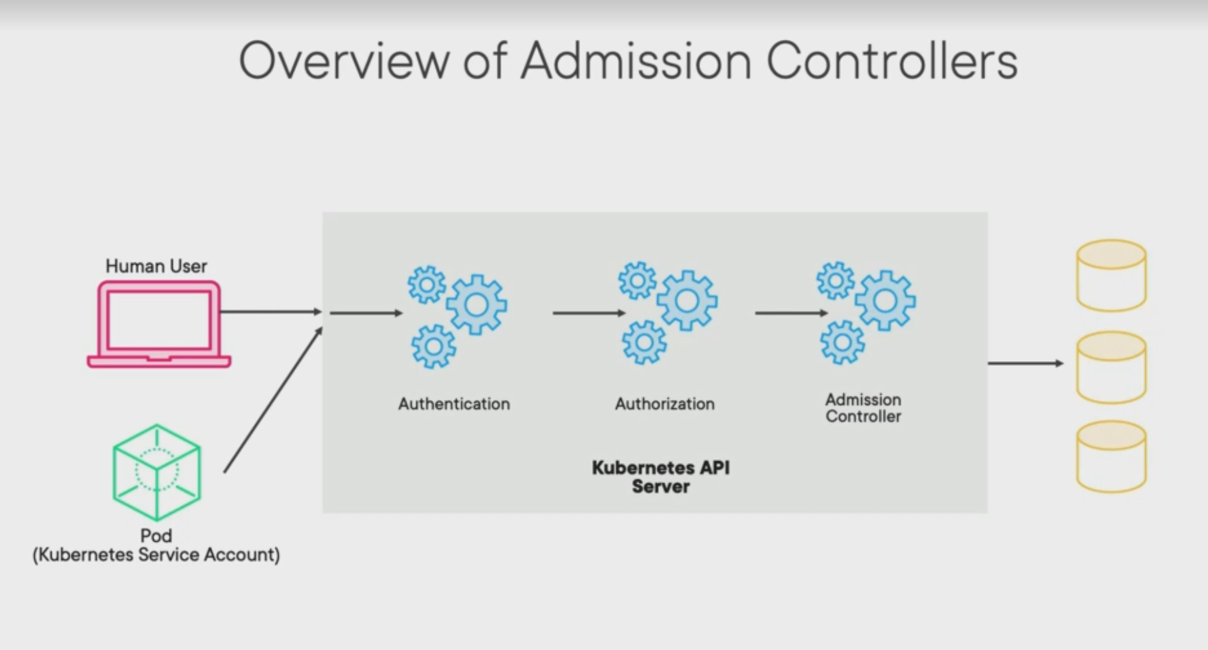 Overview of Admission Controllers
Human User
Authentication
Authorization
Admission
Controller
Kubernetes API
Server
Pod
(Kubernetes Service Account)